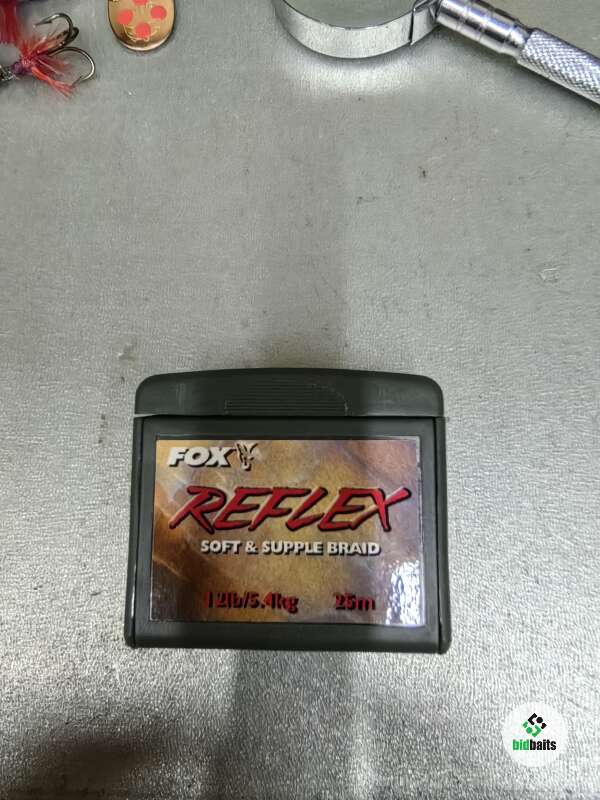 FOX
REFLEX
SOFT & SUPPLE BRAID
12lb/5.4kg 25m
bidbaits